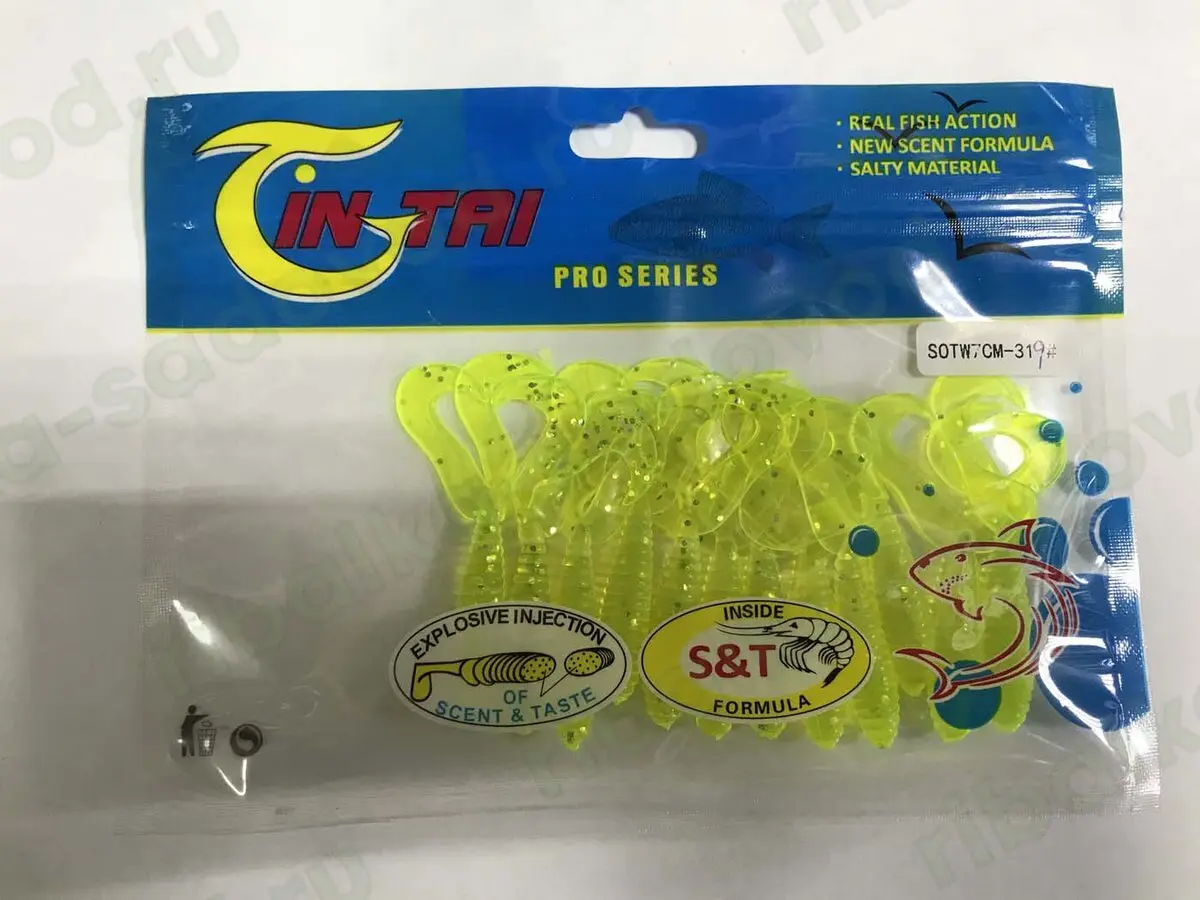 TIN TAI
PRO SERIES
· REAL FISH ACTION
· NEW SCENT FORMULA
· SALTY MATERIAL
SOTW7CM-319#
EXPLOSIVE INJECTION
OF
SCENT & TASTE
INSIDE
S&T
FORMULA